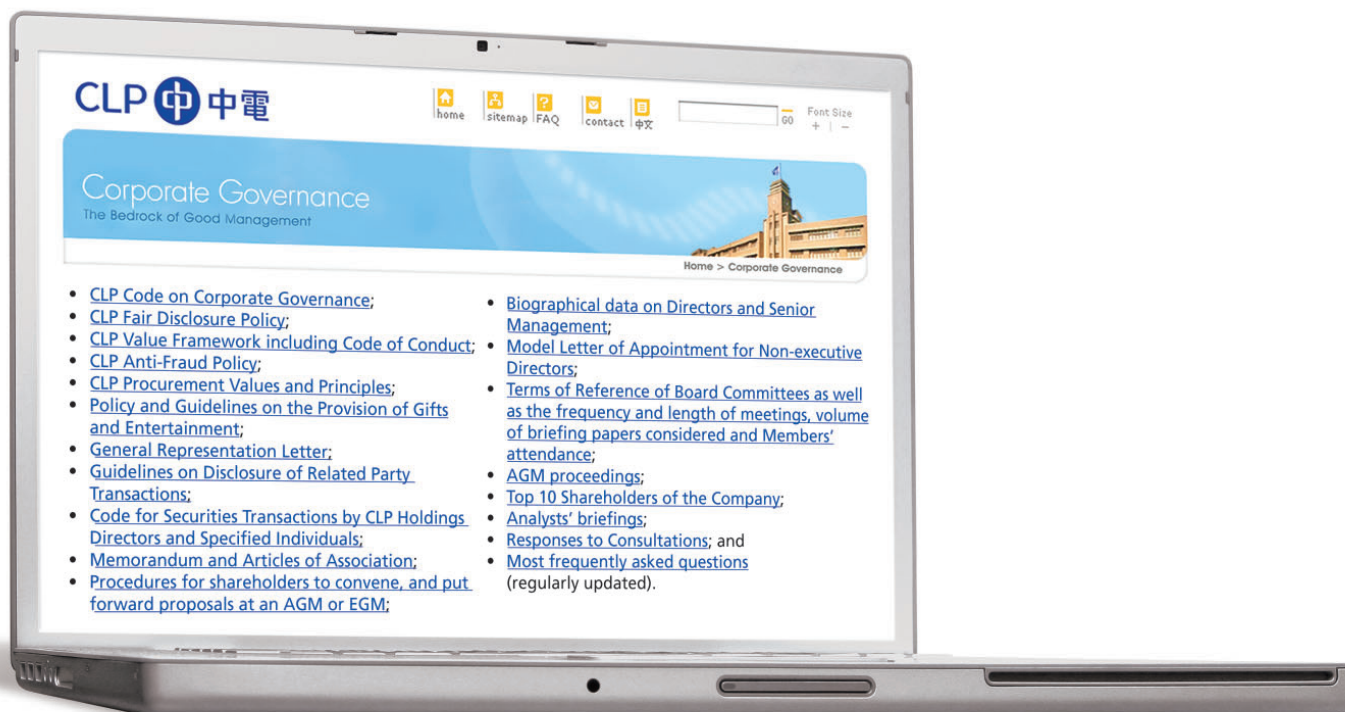 CLP 中 中電
home sitemap FAQ contact 中文 GO Font Size
+ | −
Corporate Governance
The Bedrock of Good Management
Home > Corporate Governance
• CLP Code on Corporate Governance;
• CLP Fair Disclosure Policy;
• CLP Value Framework including Code of Conduct;
• CLP Anti-Fraud Policy;
• CLP Procurement Values and Principles;
• Policy and Guidelines on the Provision of Gifts
and Entertainment;
• General Representation Letter;
• Guidelines on Disclosure of Related Party
Transactions;
• Code for Securities Transactions by CLP Holdings
Directors and Specified Individuals;
• Memorandum and Articles of Association;
• Procedures for shareholders to convene, and put
forward proposals at an AGM or EGM;
• Biographical data on Directors and Senior
Management;
• Model Letter of Appointment for Non-executive
Directors;
• Terms of Reference of Board Committees as well
as the frequency and length of meetings, volume
of briefing papers considered and Members'
attendance;
• AGM proceedings;
• Top 10 Shareholders of the Company;
• Analysts' briefings;
• Responses to Consultations; and
• Most frequently asked questions
(regularly updated).